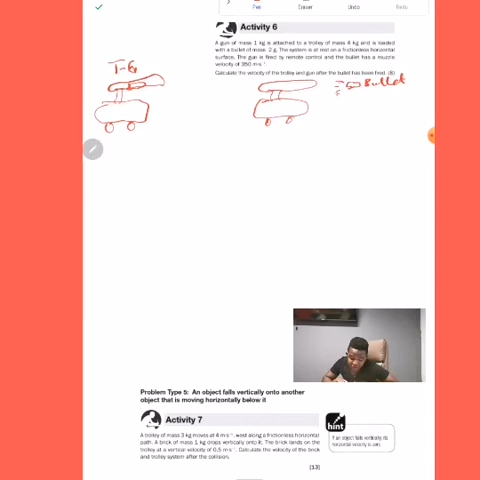 Pen
Eraser
Undo
Redo
Activity 6
A gun of mass 1 kg is attached to a trolley of mass 4 kg and is loaded
with a bullet of mass 2 g. The system is at rest on a frictionless horizontal
surface. The gun is fired by remote control and the bullet has a muzzle
velocity of 350 m·s⁻¹.
Calculate the velocity of the trolley and gun after the bullet has been fired. (8)
T-G
Bullet
Problem Type 5: An object falls vertically onto another
object that is moving horizontally below it
Activity 7
A trolley of mass 3 kg moves at 4 m·s⁻¹, west along a frictionless horizontal
path. A brick of mass 1 kg drops vertically onto it. The brick lands on the
trolley at a vertical velocity of 0.5 m·s⁻¹. Calculate the velocity of the brick
and trolley system after the collision.
[13]
hint
If an object falls vertically, its
horizontal velocity is zero.